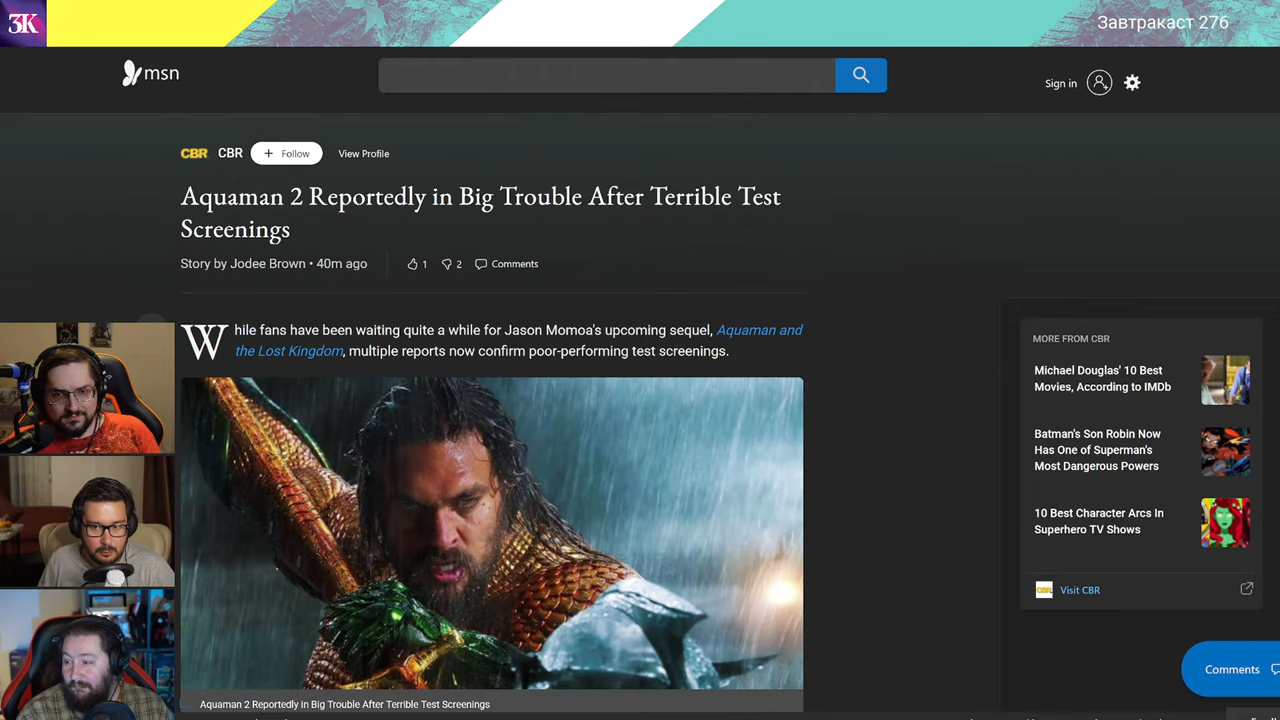 3K
Завтракаст 276
msn
Sign in
CBR CBR + Follow View Profile
Aquaman 2 Reportedly in Big Trouble After Terrible Test
Screenings
Story by Jodee Brown • 40m ago 1 2 Comments
While fans have been waiting quite a while for Jason Momoa's upcoming sequel, Aquaman and
the Lost Kingdom, multiple reports now confirm poor-performing test screenings.
Aquaman 2 Reportedly in Big Trouble After Terrible Test Screenings
MORE FROM CBR
Michael Douglas' 10 Best
Movies, According to IMDb
Batman's Son Robin Now
Has One of Superman's
Most Dangerous Powers
10 Best Character Arcs In
Superhero TV Shows
CBR Visit CBR
Comments